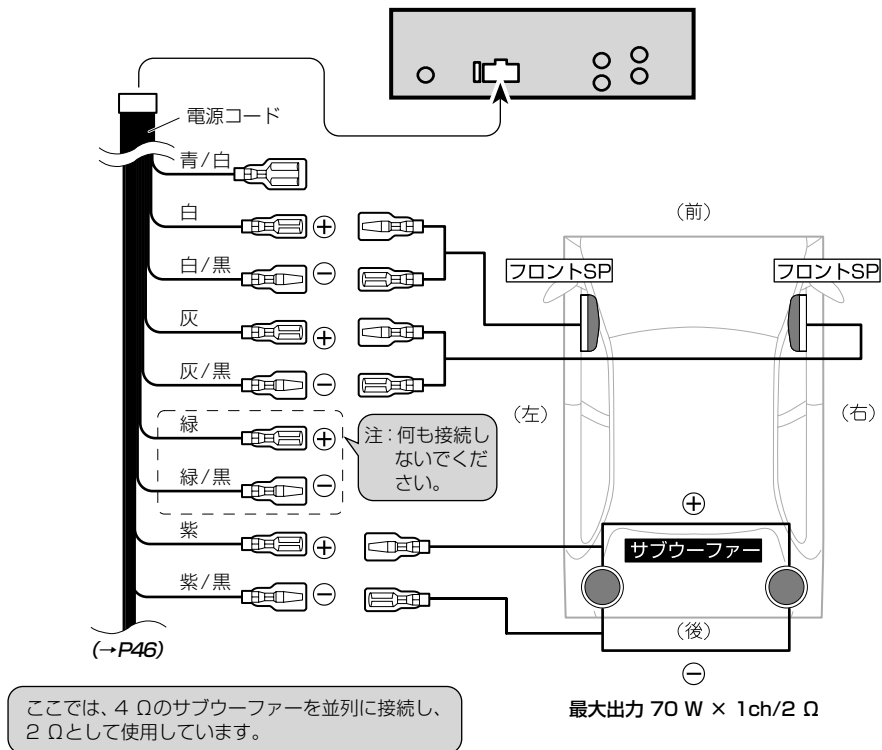 電源コード
青/白
白
⊕
白/黒
⊖
灰
⊕
灰/黒
⊖
緑
⊕
緑/黒
⊖
注:何も接続し
ないでくだ
さい。
紫
⊕
紫/黒
⊖
(→P46)
(前)
フロントSP
フロントSP
(左)
(右)
⊕
サブウーファー
(後)
⊖
最大出力 70 W × 1ch/2 Ω
ここでは、4 Ωのサブウーファーを並列に接続し、
2 Ωとして使用しています。